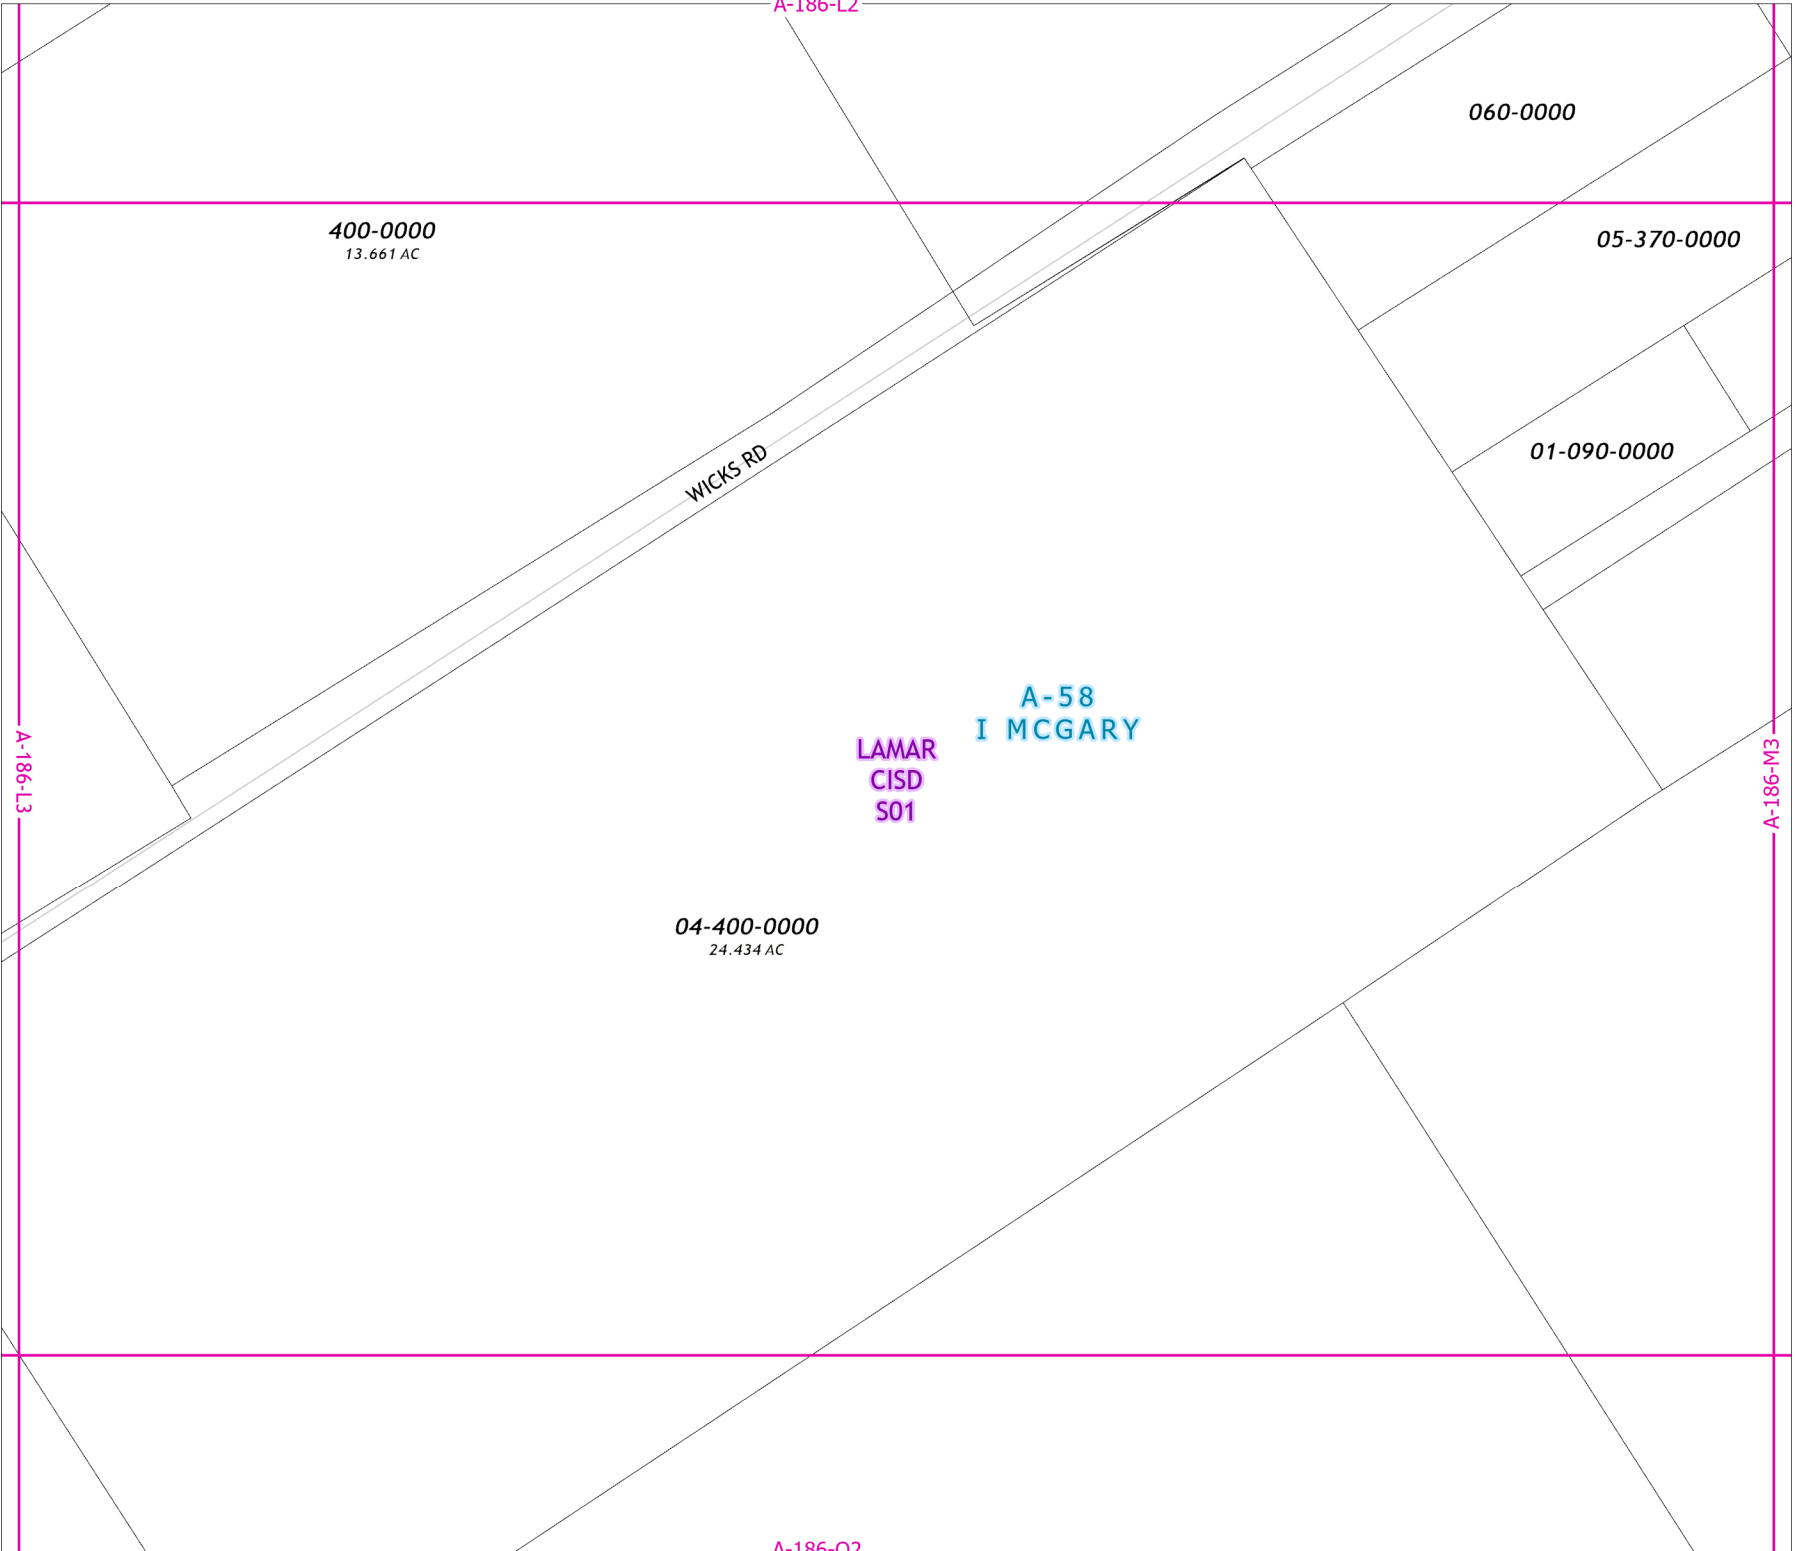 A-186-L2
060-0000
400-0000
13.661 AC
05-370-0000
01-090-0000
WICKS RD
A-58
I MCGARY
LAMAR
CISD
S01
A-186-L3
A-186-M3
04-400-0000
24.434 AC